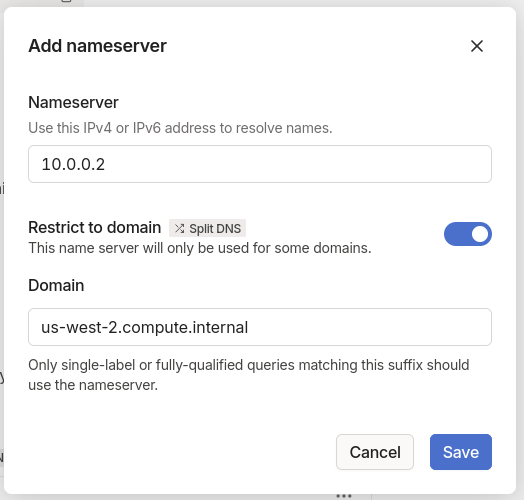 Add nameserver
Nameserver
Use this IPv4 or IPv6 address to resolve names.
10.0.0.2
Restrict to domain Split DNS
This name server will only be used for some domains.
Domain
us-west-2.compute.internal
Only single-label or fully-qualified queries matching this suffix should
use the nameserver.
Cancel Save